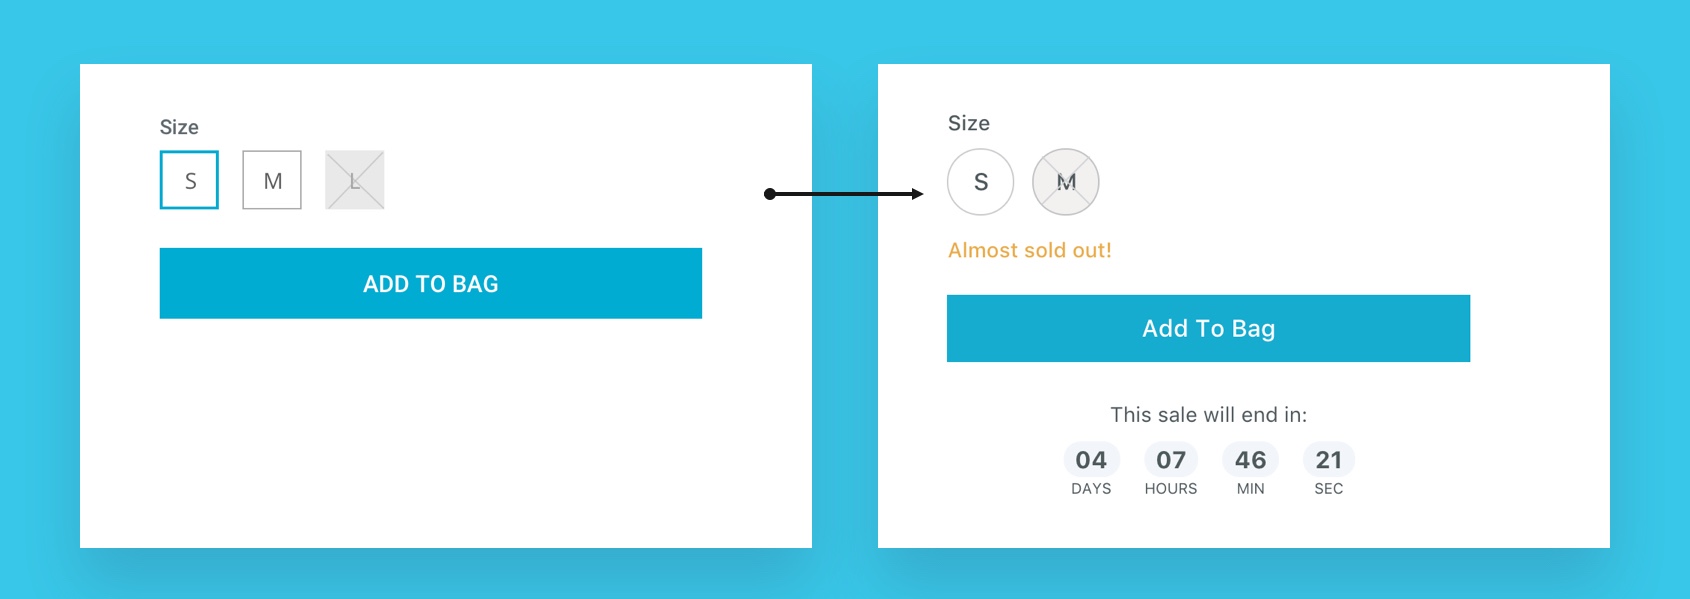 Size
S M L
ADD TO BAG
Size
S M
Almost sold out!
Add To Bag
This sale will end in:
04 07 46 21
DAYS HOURS MIN SEC